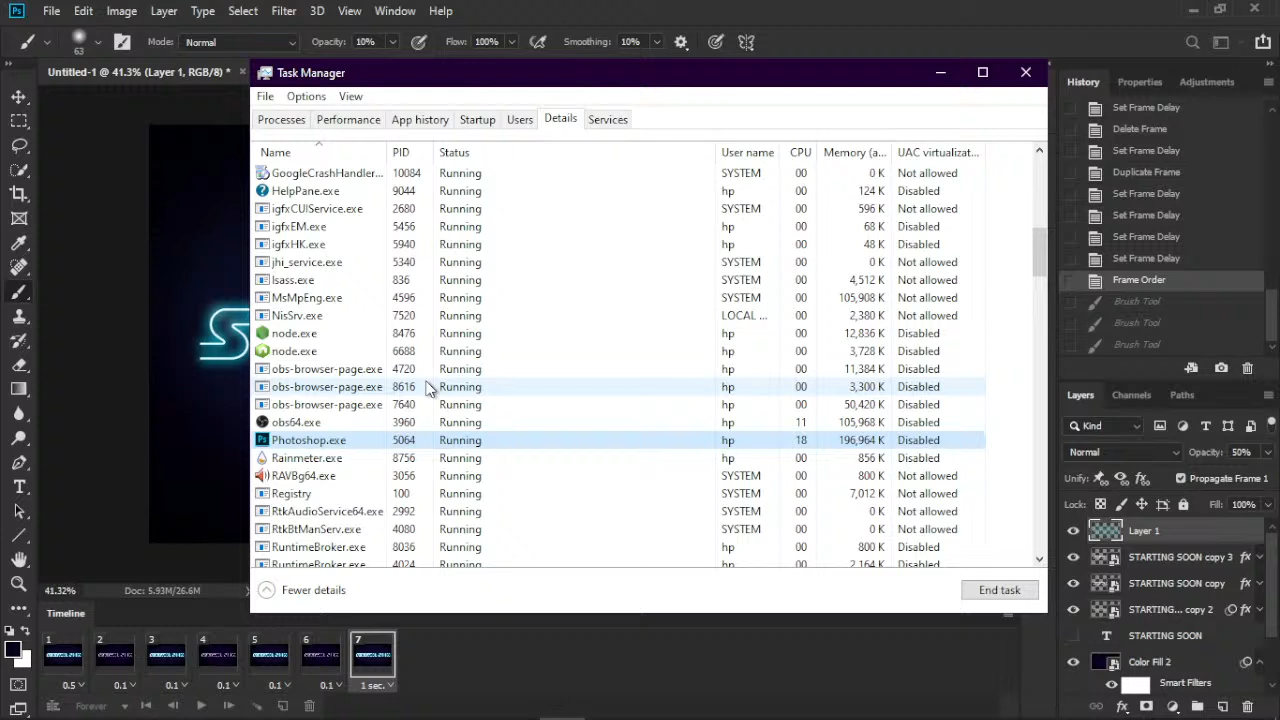 Ps File Edit Image Layer Type Select Filter 3D View Window Help
63 Mode: Normal Opacity: 10% Flow: 100% Smoothing: 10%
Untitled-1 @ 41.3% (Layer 1, RGB/8) *
Task Manager
File Options View
Processes Performance App history Startup Users Details Services
Name PID Status User name CPU Memory (a... UAC virtualizat...
GoogleCrashHandler... 10084 Running SYSTEM 00 0 K Not allowed
HelpPane.exe 9044 Running hp 00 124 K Disabled
igfxCUIService.exe 2680 Running SYSTEM 00 596 K Not allowed
igfxEM.exe 5456 Running hp 00 68 K Disabled
igfxHK.exe 5940 Running hp 00 48 K Disabled
jhi_service.exe 5340 Running SYSTEM 00 0 K Not allowed
lsass.exe 836 Running SYSTEM 00 4,512 K Not allowed
MsMpEng.exe 4596 Running SYSTEM 00 105,908 K Not allowed
NisSrv.exe 7520 Running LOCAL ... 00 2,380 K Not allowed
node.exe 8476 Running hp 00 12,836 K Disabled
node.exe 6688 Running hp 00 3,728 K Disabled
obs-browser-page.exe 4720 Running hp 00 11,384 K Disabled
obs-browser-page.exe 8616 Running hp 00 3,300 K Disabled
obs-browser-page.exe 7640 Running hp 00 50,420 K Disabled
obs64.exe 3960 Running hp 11 105,968 K Disabled
Ps Photoshop.exe 5064 Running hp 18 196,964 K Disabled
Rainmeter.exe 8756 Running hp 00 856 K Disabled
RAVBg64.exe 3056 Running SYSTEM 00 800 K Not allowed
Registry 100 Running SYSTEM 00 7,012 K Not allowed
RtkAudioService64.exe 2992 Running SYSTEM 00 0 K Not allowed
RtkBtManServ.exe 4080 Running SYSTEM 00 0 K Not allowed
RuntimeBroker.exe 8036 Running hp 00 800 K Disabled
RuntimeBroker.exe 4024 Running hp 00 2,164 K Disabled
Fewer details End task
History Properties Adjustments
Set Frame Delay
Delete Frame
Set Frame Delay
Duplicate Frame
Set Frame Delay
Set Frame Delay
Set Frame Delay
Set Frame Delay
Frame Order
Brush Tool
Brush Tool
Brush Tool
Layers Channels Paths
Kind
Normal Opacity: 50%
Unify: Propagate Frame 1
Lock: Fill: 100%
Layer 1
STARTING SOON copy 3 fx
STARTING SOON copy fx
STARTING... copy 2 fx
T STARTING SOON
Color Fill 2
Smart Filters
41.32% Doc: 5.93M/26.6M
Timeline
1 2 3 4 5 6 7
0.5 0.1 0.1 0.1 0.1 0.1 1 sec.
Forever